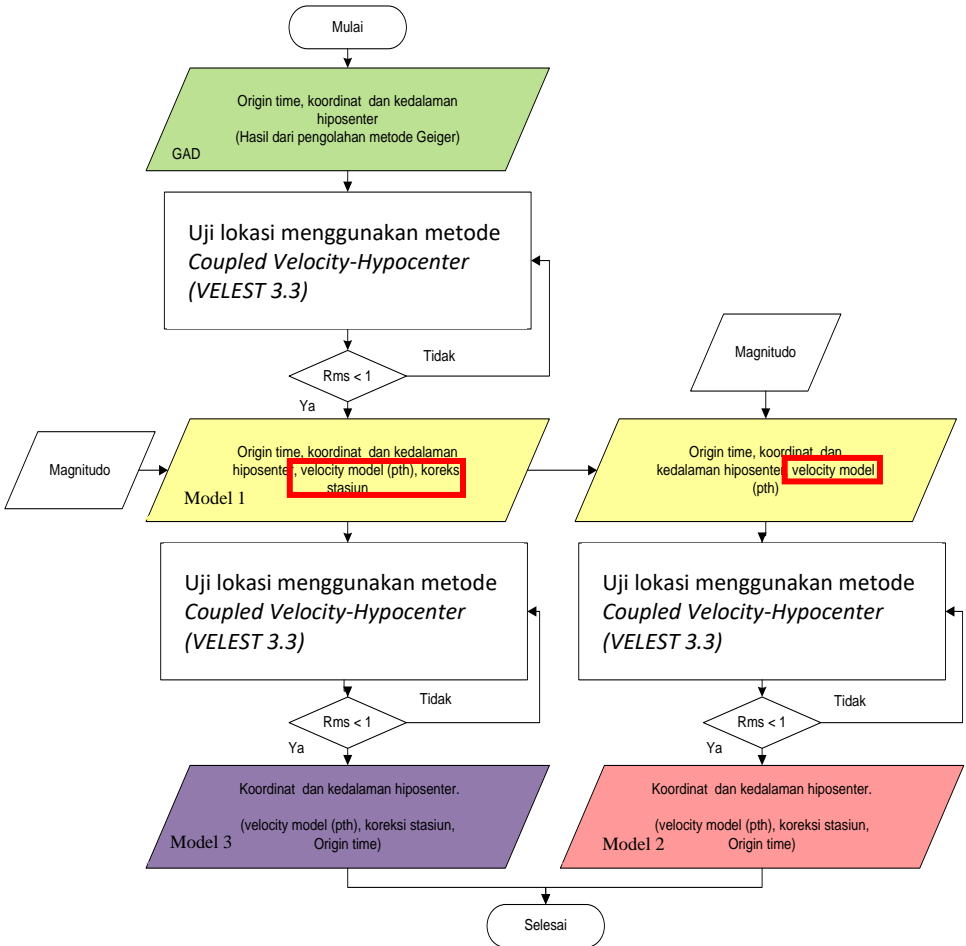 Mulai
Origin time, koordinat dan kedalaman
hiposenter
(Hasil dari pengolahan metode Geiger)
GAD
Uji lokasi menggunakan metode
Coupled Velocity-Hypocenter
(VELEST 3.3)
Tidak
Rms < 1
Ya
Magnitudo
Magnitudo
Origin time, koordinat dan kedalaman
hiposenter, velocity model (pth), koreksi
stasiun
Model 1
Origin time, koordinat dan
kedalaman hiposenter, velocity model
(pth)
Uji lokasi menggunakan metode
Coupled Velocity-Hypocenter
(VELEST 3.3)
Uji lokasi menggunakan metode
Coupled Velocity-Hypocenter
(VELEST 3.3)
Tidak
Rms < 1
Ya
Tidak
Rms < 1
Ya
Koordinat dan kedalaman hiposenter.
(velocity model (pth), koreksi stasiun,
Origin time)
Model 3
Koordinat dan kedalaman hiposenter.
(velocity model (pth), koreksi stasiun,
Origin time)
Model 2
Selesai